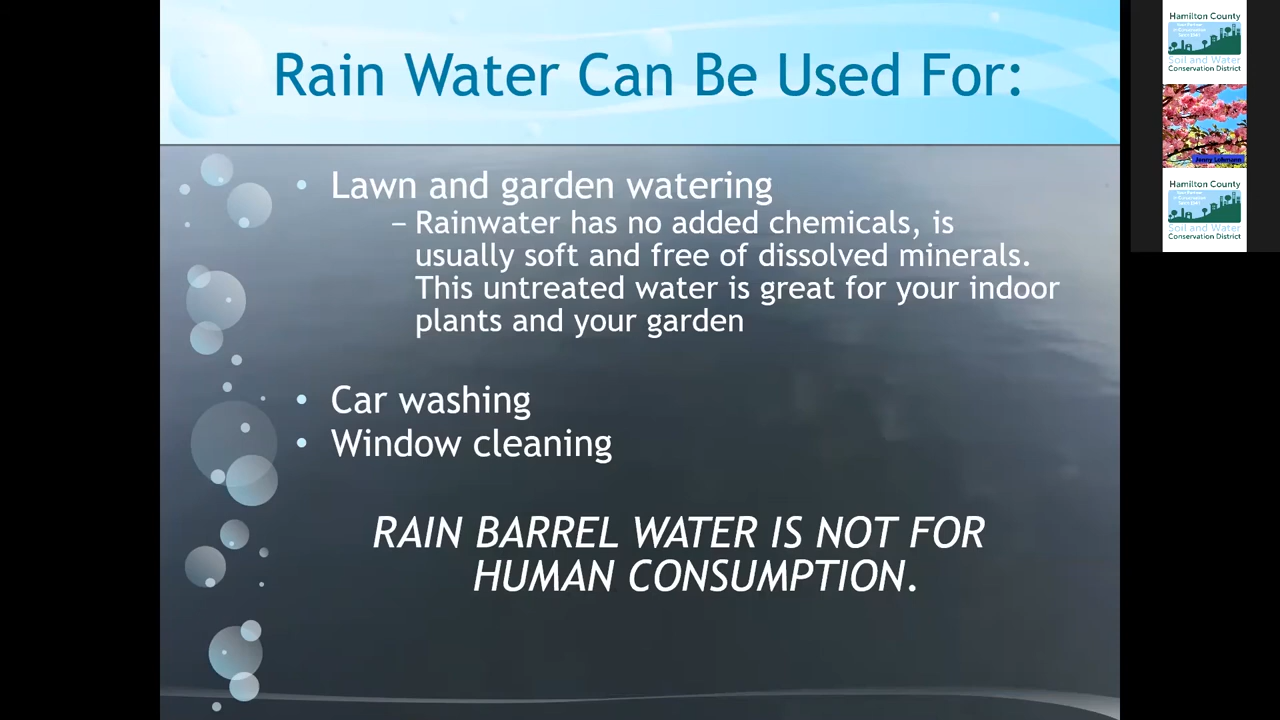 Rain Water Can Be Used For:
• Lawn and garden watering
– Rainwater has no added chemicals, is
usually soft and free of dissolved minerals.
This untreated water is great for your indoor
plants and your garden
• Car washing
• Window cleaning
RAIN BARREL WATER IS NOT FOR
HUMAN CONSUMPTION.
Hamilton County
Soil and Water
Conservation District
Jenny Lohmann
Hamilton County
Soil and Water
Conservation District